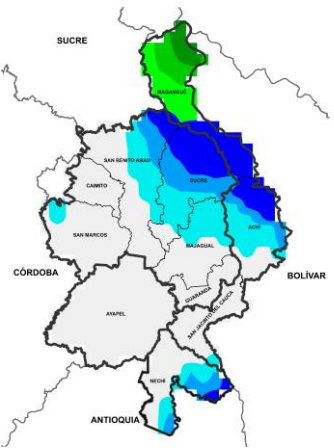 SUCRE
MAGANGUÉ
SAN BENITO ABAD
CAIMITO
SUCRE
SAN MARCOS
ACHÍ
MAJAGUAL
CÓRDOBA
BOLÍVAR
GUARANDA
AYAPEL
SAN JACINTO DEL CAUCA
NECHÍ
ANTIOQUIA